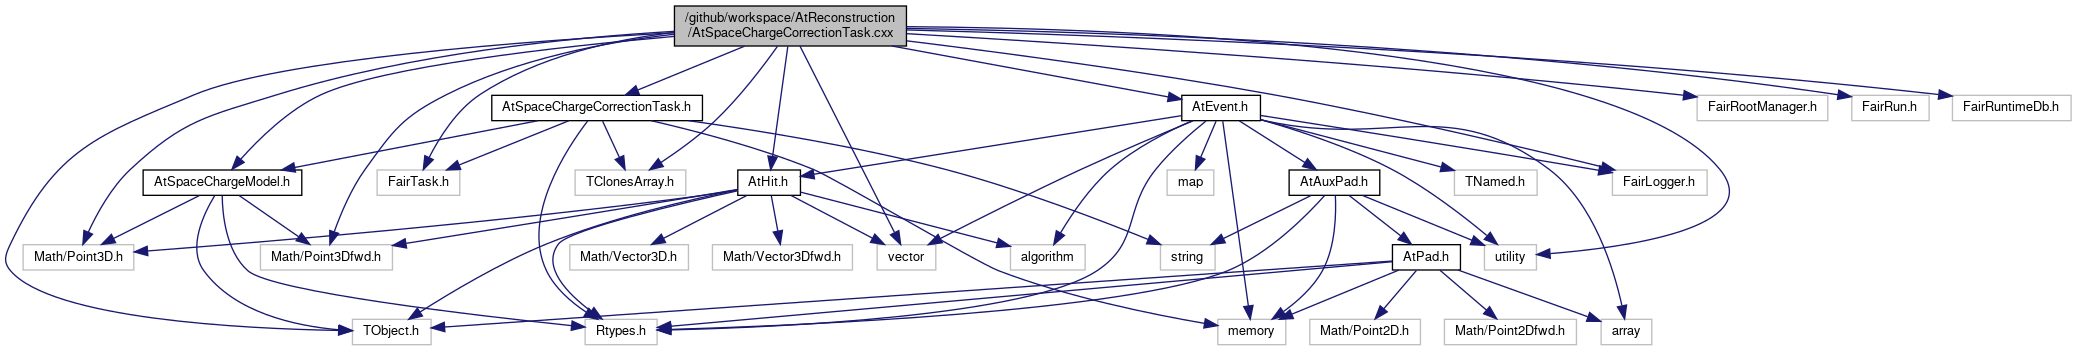 /github/workspace/AtReconstruction
/AtSpaceChargeCorrectionTask.cxx
AtSpaceChargeCorrectionTask.h
AtEvent.h
FairRootManager.h
FairRun.h
FairRuntimeDb.h
AtSpaceChargeModel.h
FairTask.h
TClonesArray.h
AtHit.h
map
AtAuxPad.h
TNamed.h
FairLogger.h
Math/Point3D.h
Math/Point3Dfwd.h
Math/Vector3D.h
Math/Vector3Dfwd.h
vector
algorithm
string
AtPad.h
utility
TObject.h
Rtypes.h
memory
Math/Point2D.h
Math/Point2Dfwd.h
array